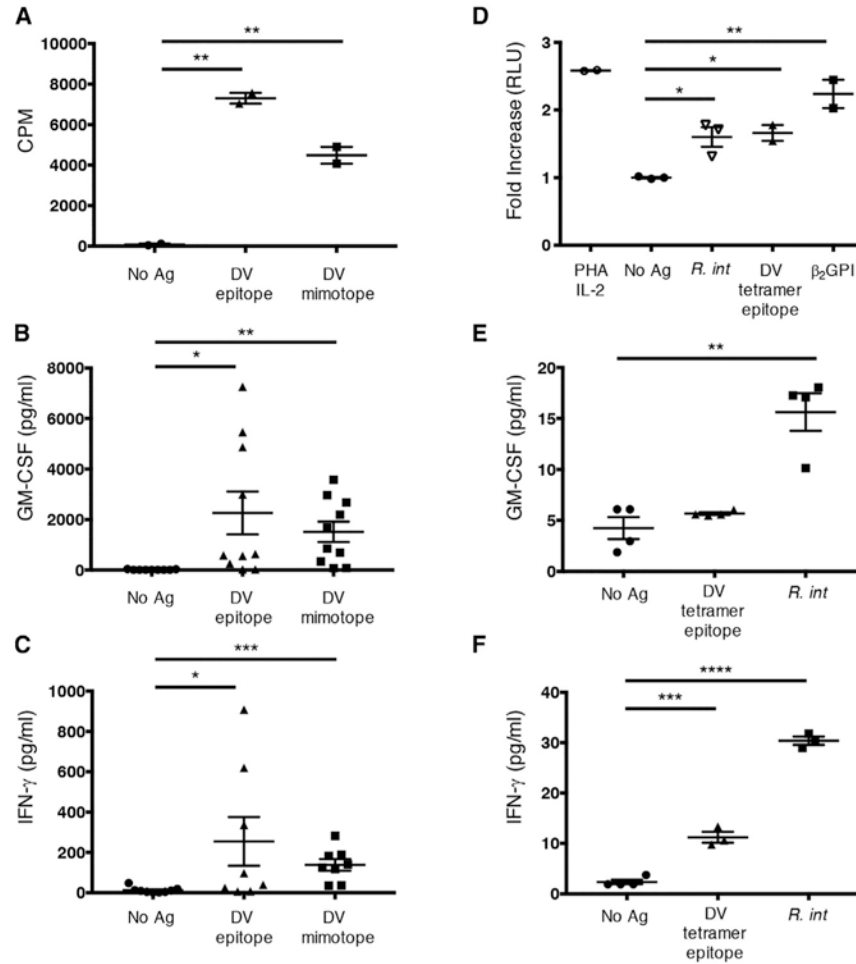 A
**
**
CPM
10000
8000
6000
4000
2000
0
No Ag
DV
epitope
DV
mimotope
B
**
*
GM-CSF (pg/ml)
8000
6000
4000
2000
0
No Ag
DV
epitope
DV
mimotope
C
***
*
IFN-γ (pg/ml)
1000
800
600
400
200
0
No Ag
DV
epitope
DV
mimotope
D
**
*
*
Fold Increase (RLU)
3
2
1
0
PHA
IL-2
No Ag
R. int
DV
tetramer
epitope
β₂GPI
E
**
GM-CSF (pg/ml)
20
15
10
5
0
No Ag
DV
tetramer
epitope
R. int
F
****
***
IFN-γ (pg/ml)
40
30
20
10
0
No Ag
DV
tetramer
epitope
R. int